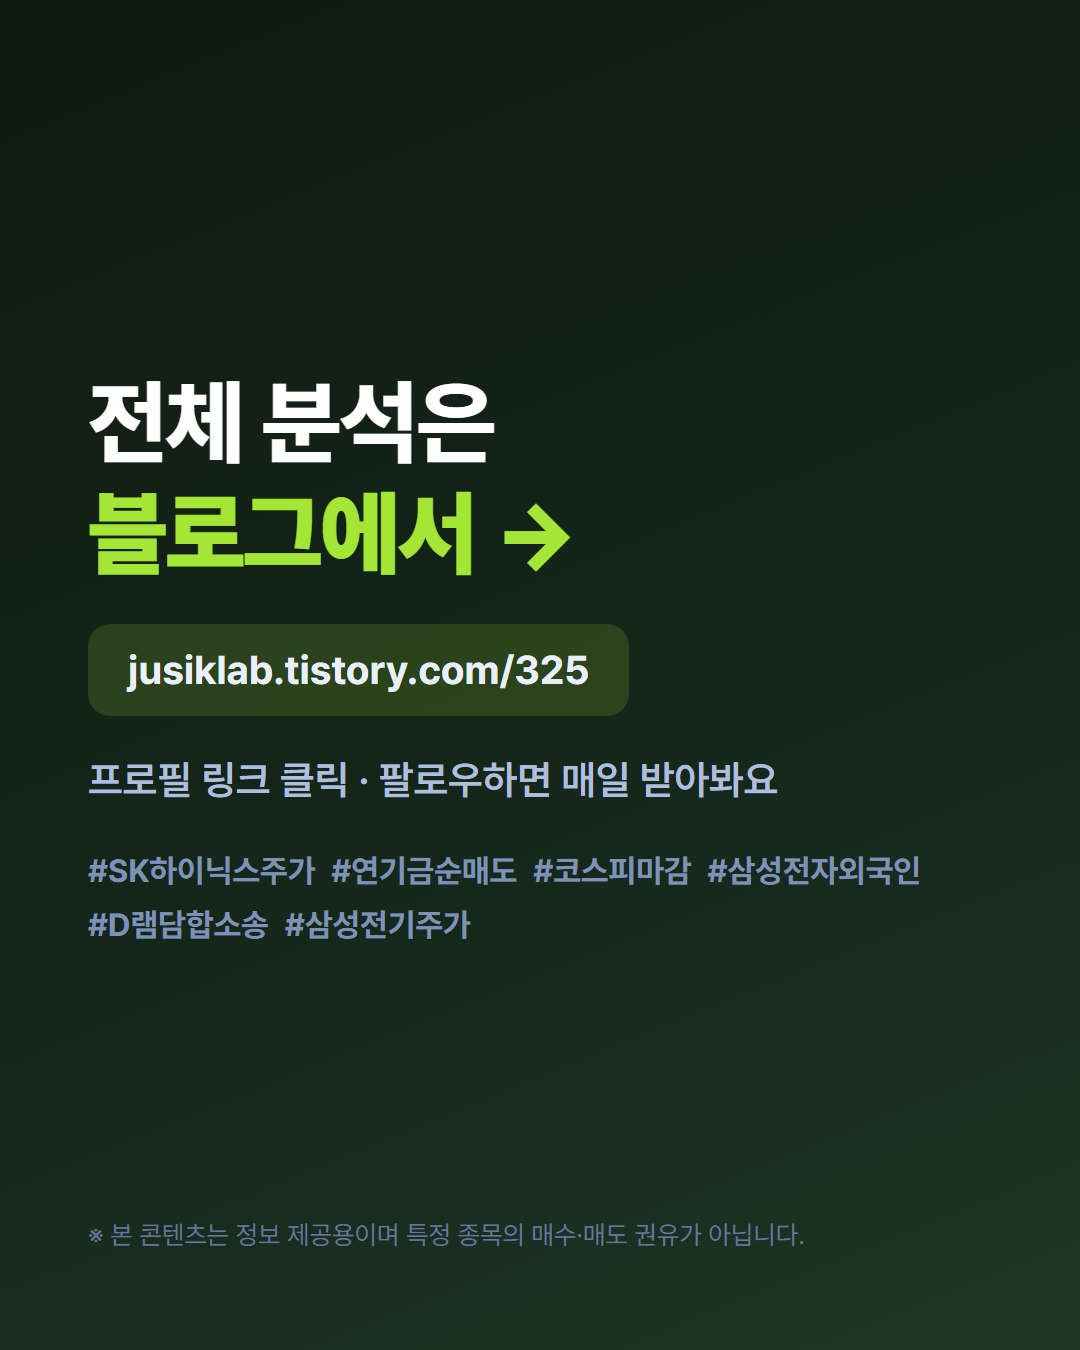 전체 분석은
블로그에서 →
jusiklab.tistory.com/325
프로필 링크 클릭 · 팔로우하면 매일 받아봐요
#SK하이닉스주가 #연기금순매도 #코스피마감 #삼성전자외국인
#D램담합소송 #삼성전기주가
※ 본 콘텐츠는 정보 제공용이며 특정 종목의 매수·매도 권유가 아닙니다.